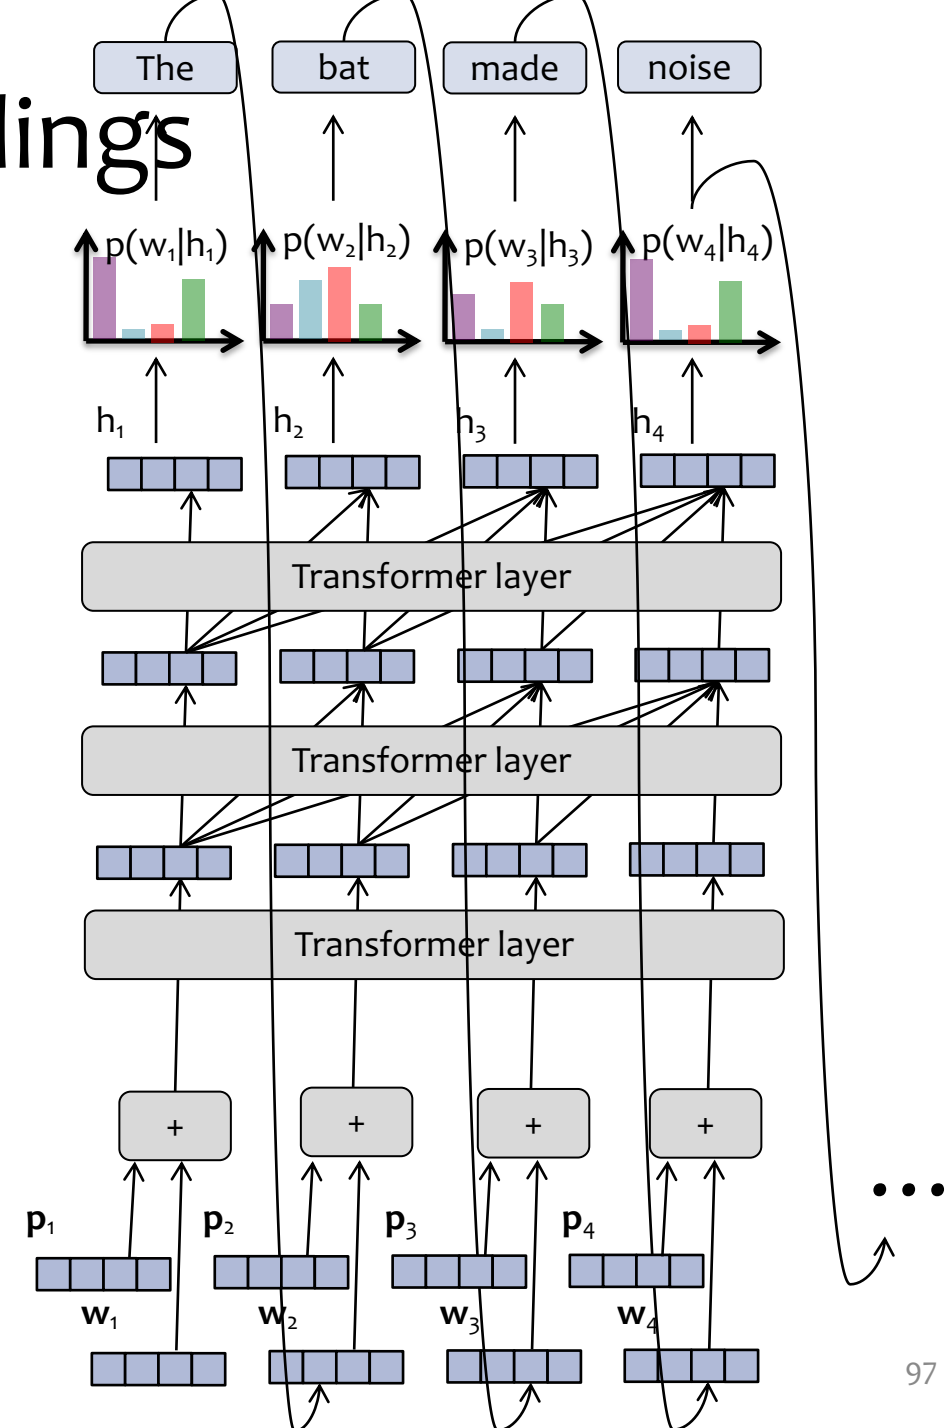 The bat made noise
dings
p(w₁|h₁) p(w₂|h₂) p(w₃|h₃) p(w₄|h₄)
h₁ h₂ h₃ h₄
Transformer layer
Transformer layer
Transformer layer
+ + + +
...
p₁ p₂ p₃ p₄
w₁ w₂ w₃ w₄
97